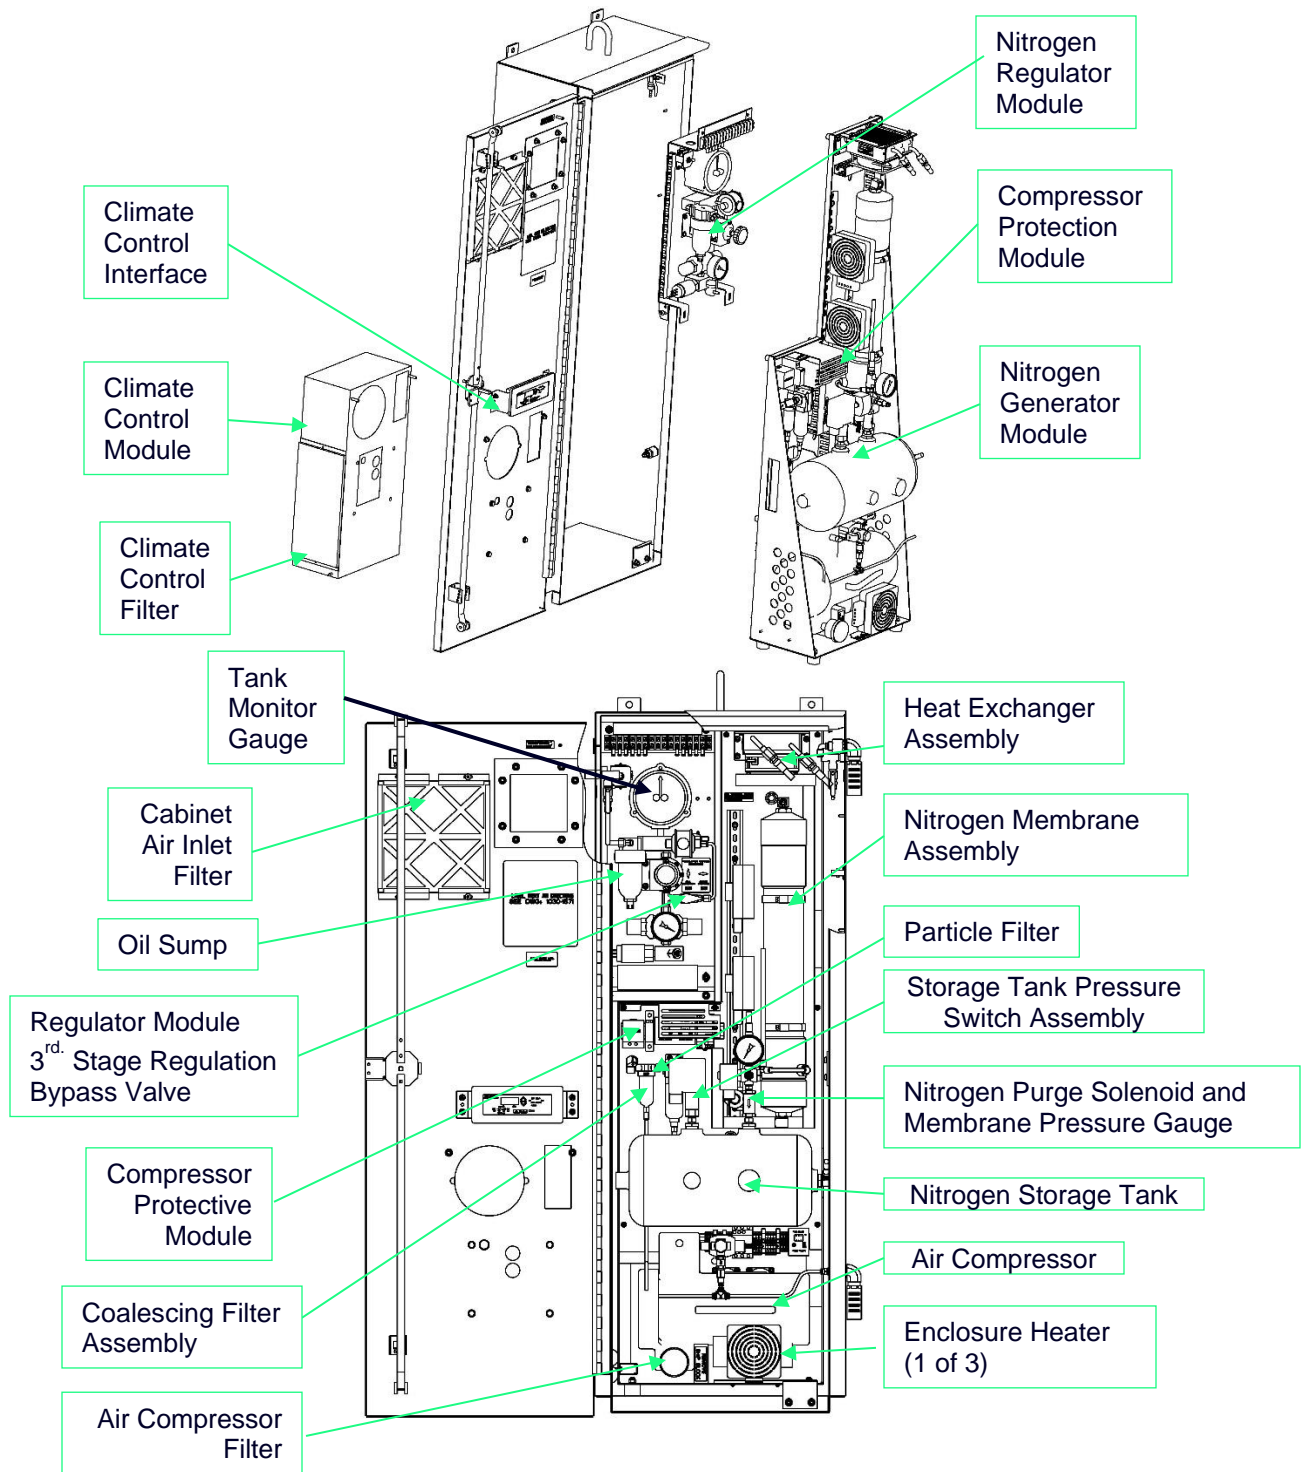 Nitrogen
Regulator
Module
Climate
Control
Interface
Compressor
Protection
Module
Climate
Control
Module
Nitrogen
Generator
Module
Climate
Control
Filter
Tank
Monitor
Gauge
Heat Exchanger
Assembly
Cabinet
Air Inlet
Filter
Nitrogen Membrane
Assembly
Oil Sump
Particle Filter
Regulator Module
3rd. Stage Regulation
Bypass Valve
Storage Tank Pressure
Switch Assembly
Nitrogen Purge Solenoid and
Membrane Pressure Gauge
Compressor
Protective
Module
Nitrogen Storage Tank
Air Compressor
Coalescing Filter
Assembly
Enclosure Heater
(1 of 3)
Air Compressor
Filter